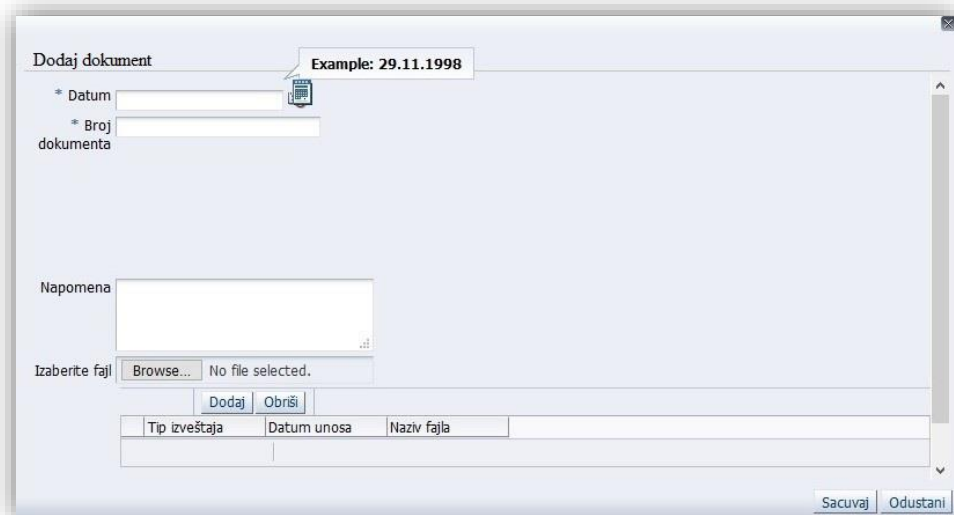 Dodaj dokument
Example: 29.11.1998
* Datum
* Broj
dokumenta
Napomena
Izaberite fajl Browse... No file selected.
Dodaj Obriši
Tip izveštaja Datum unosa Naziv fajla
Sacuvaj Odustani